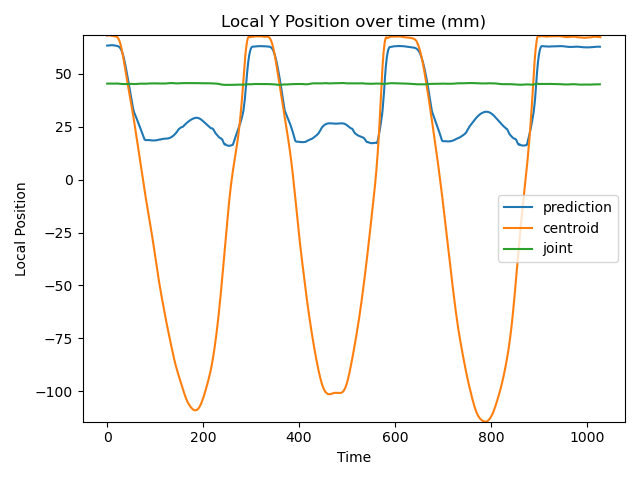 Local Y Position over time (mm)
50
25
0
−25
−50
−75
−100
Local Position
prediction
centroid
joint
0 200 400 600 800 1000
Time